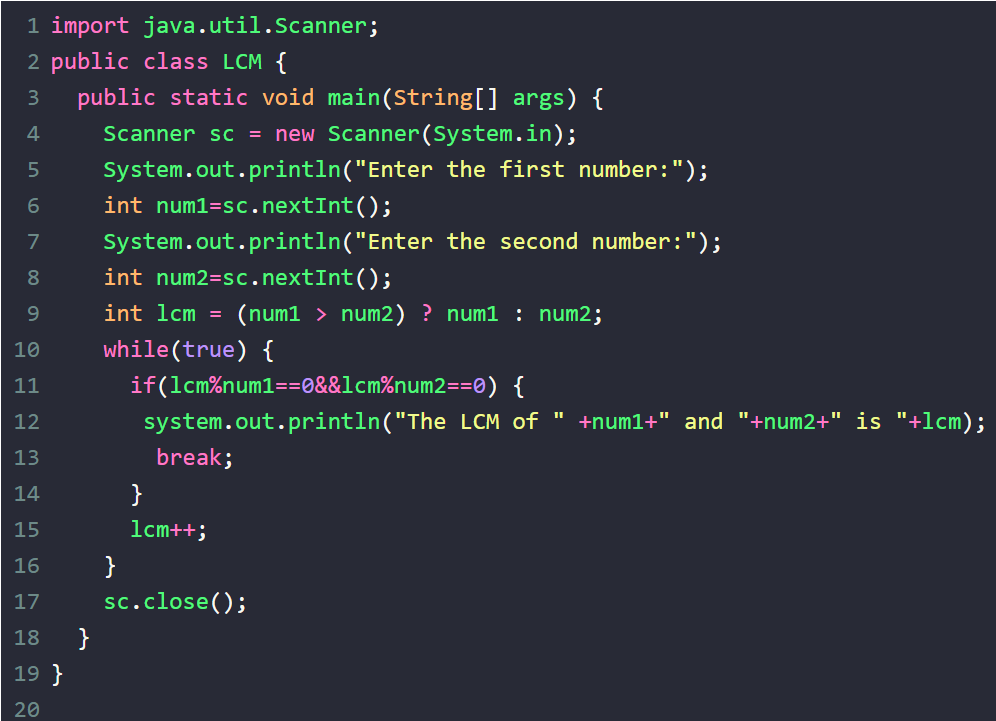 1 import java.util.Scanner;
2 public class LCM {
3   public static void main(String[] args) {
4     Scanner sc = new Scanner(System.in);
5     System.out.println("Enter the first number:");
6     int num1=sc.nextInt();
7     System.out.println("Enter the second number:");
8     int num2=sc.nextInt();
9     int lcm = (num1 > num2) ? num1 : num2;
10     while(true) {
11       if(lcm%num1==0&&lcm%num2==0) {
12        system.out.println("The LCM of " +num1+" and "+num2+" is "+lcm);
13         break;
14       }
15       lcm++;
16     }
17     sc.close();
18   }
19 }
20